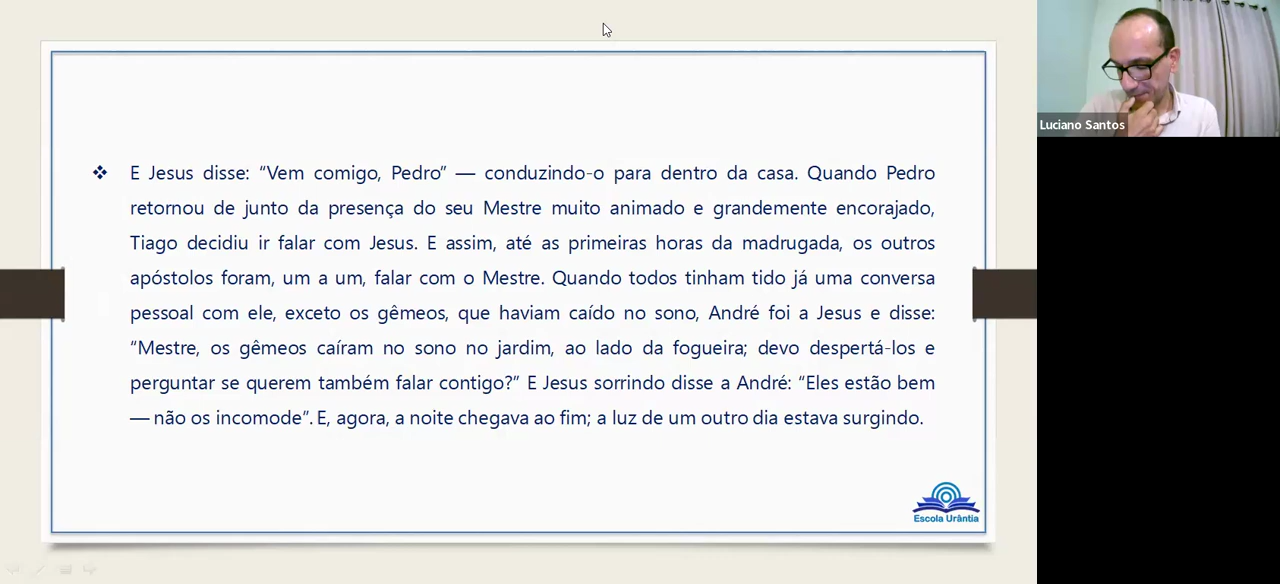 E Jesus disse: “Vem comigo, Pedro” — conduzindo-o para dentro da casa. Quando Pedro
retornou de junto da presença do seu Mestre muito animado e grandemente encorajado,
Tiago decidiu ir falar com Jesus. E assim, até as primeiras horas da madrugada, os outros
apóstolos foram, um a um, falar com o Mestre. Quando todos tinham tido já uma conversa
pessoal com ele, exceto os gêmeos, que haviam caído no sono, André foi a Jesus e disse:
“Mestre, os gêmeos caíram no sono no jardim, ao lado da fogueira; devo despertá-los e
perguntar se querem também falar contigo?” E Jesus sorrindo disse a André: “Eles estão bem
— não os incomode”. E, agora, a noite chegava ao fim; a luz de um outro dia estava surgindo.
Escola Urântia
Luciano Santos